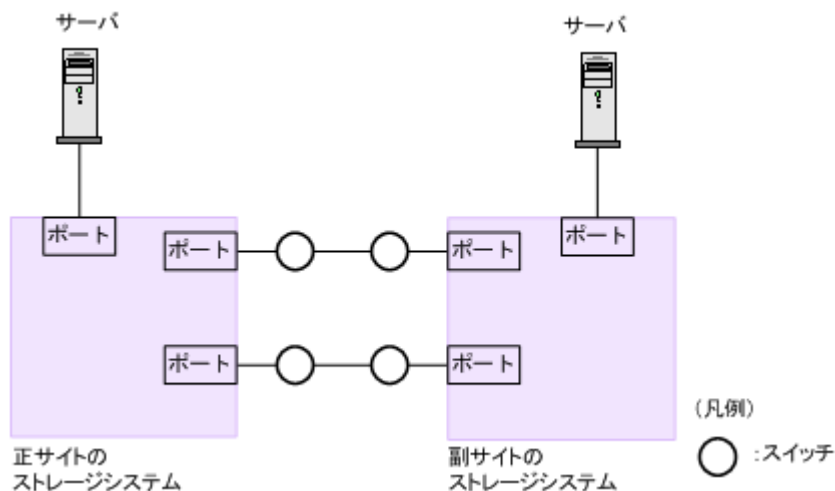 サーバ
サーバ
ポート
ポート
ポート
ポート
ポート
ポート
正サイトの
ストレージシステム
副サイトの
ストレージシステム
(凡例)
:スイッチ